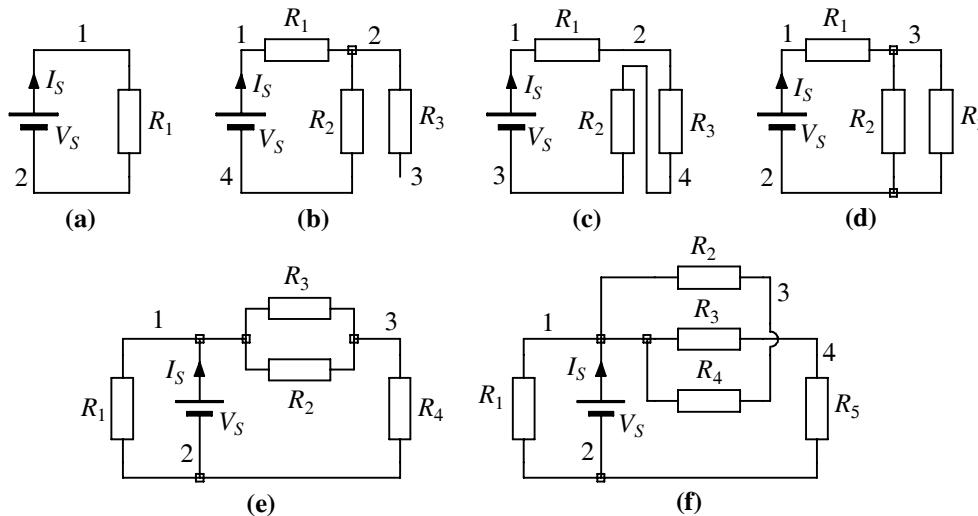 1
I_S
R_1
V_S
2
(a)
1
R_1
2
I_S
R_2
R_3
V_S
4
3
(b)
1
R_1
2
I_S
R_2
R_3
V_S
3
4
(c)
1
R_1
3
I_S
R_2
V_S
2
(d)
R_3
1
3
I_S
R_1
R_2
R_4
V_S
2
(e)
R_2
3
1
R_3
4
I_S
R_4
R_1
R_5
V_S
2
(f)